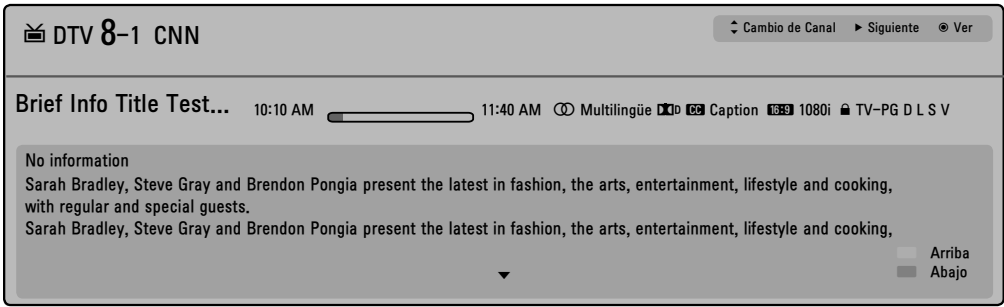 DTV 8-1 CNN
Cambio de Canal Siguiente Ver
Brief Info Title Test... 10:10 AM 11:40 AM Multilingüe DD D CC Caption 16:9 1080i TV-PG D L S V
No information
Sarah Bradley, Steve Gray and Brendon Pongia present the latest in fashion, the arts, entertainment, lifestyle and cooking,
with regular and special guests.
Sarah Bradley, Steve Gray and Brendon Pongia present the latest in fashion, the arts, entertainment, lifestyle and cooking,
Arriba
Abajo